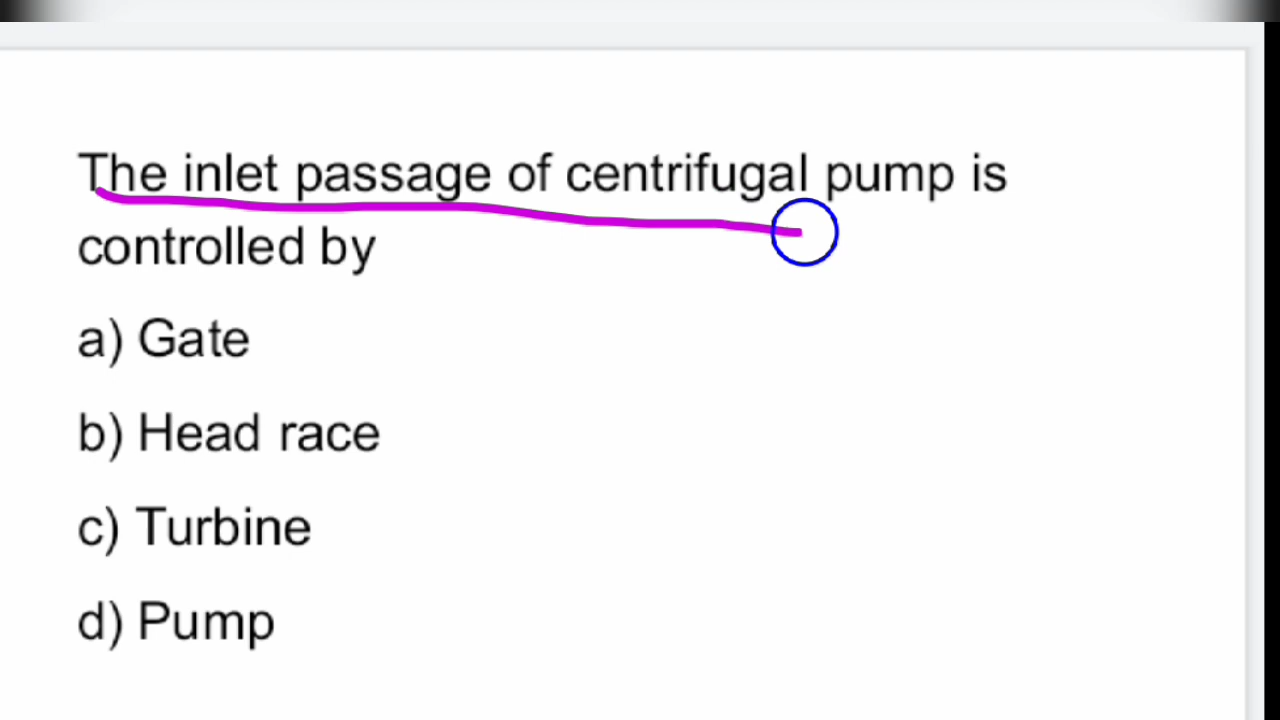 The inlet passage of centrifugal pump is
controlled by
a) Gate
b) Head race
c) Turbine
d) Pump